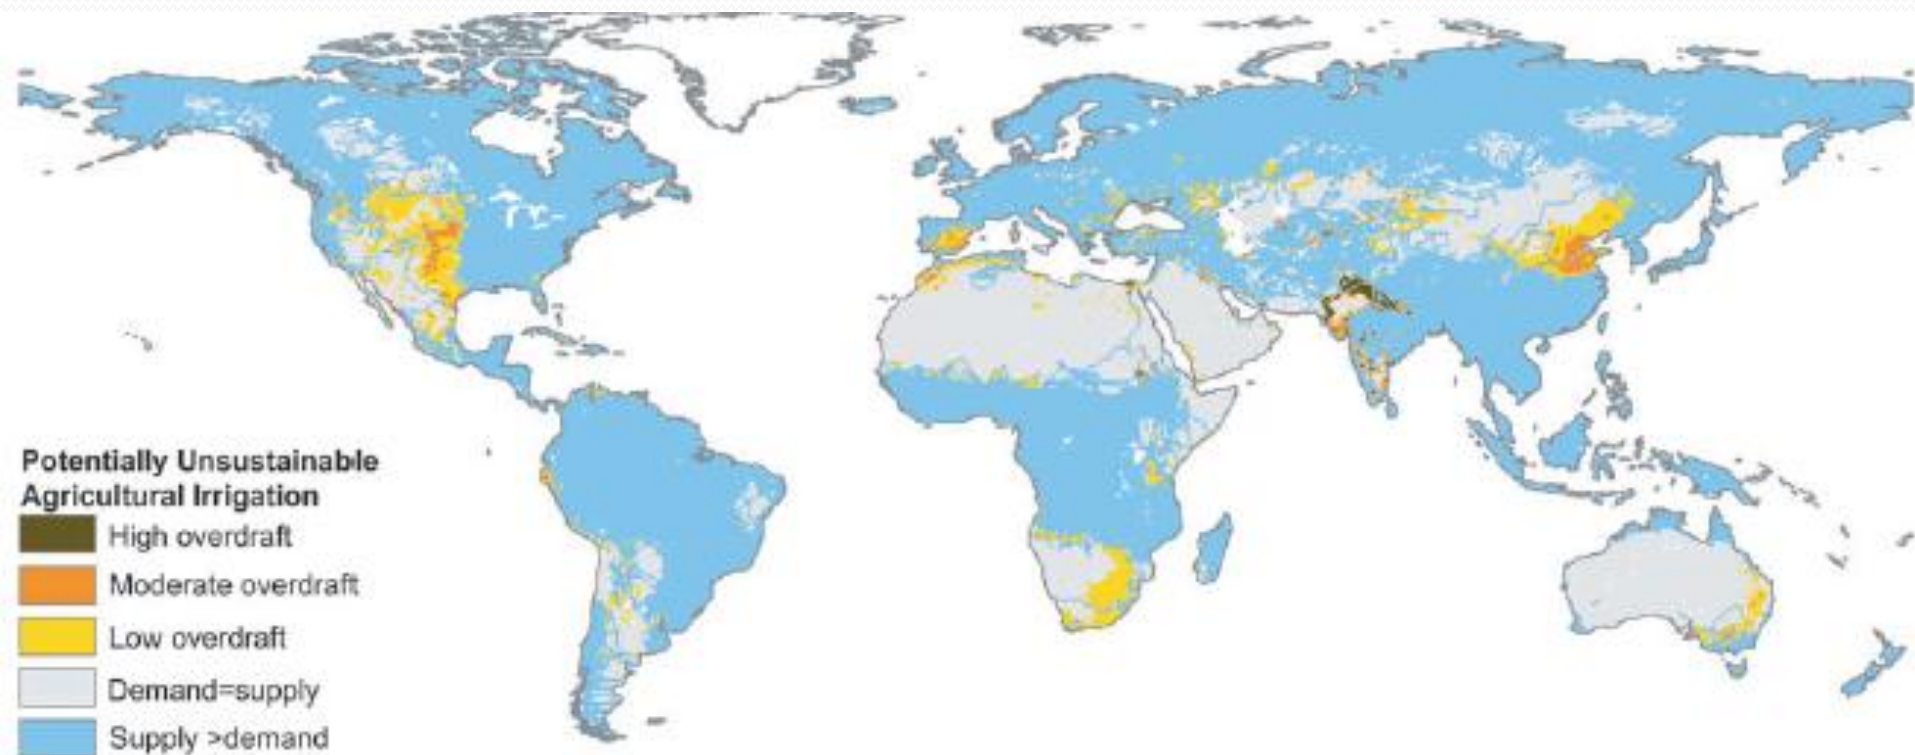 Potentially Unsustainable
Agricultural Irrigation
High overdraft
Moderate overdraft
Low overdraft
Demand=supply
Supply >demand